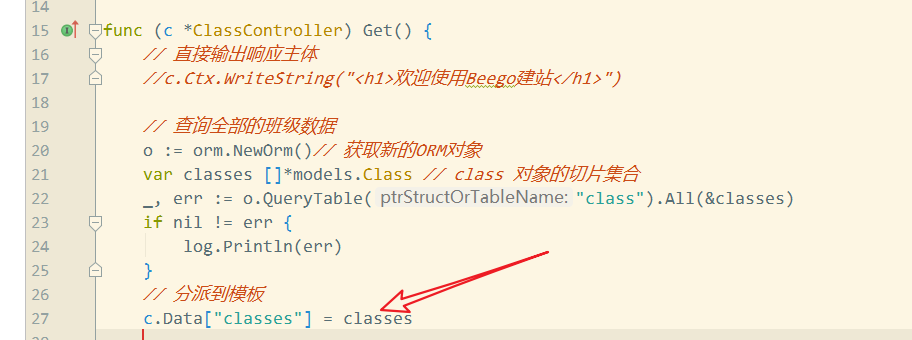 14
15 func (c *ClassController) Get() {
16 // 直接输出响应主体
17 //c.Ctx.WriteString("<h1>欢迎使用Beego建站</h1>")
18
19 // 查询全部的班级数据
20 o := orm.NewOrm()// 获取新的ORM对象
21 var classes []*models.Class // class 对象的切片集合
22 _, err := o.QueryTable( ptrStructOrTableName: "class").All(&classes)
23 if nil != err {
24 log.Println(err)
25 }
26 // 分派到模板
27 c.Data["classes"] = classes